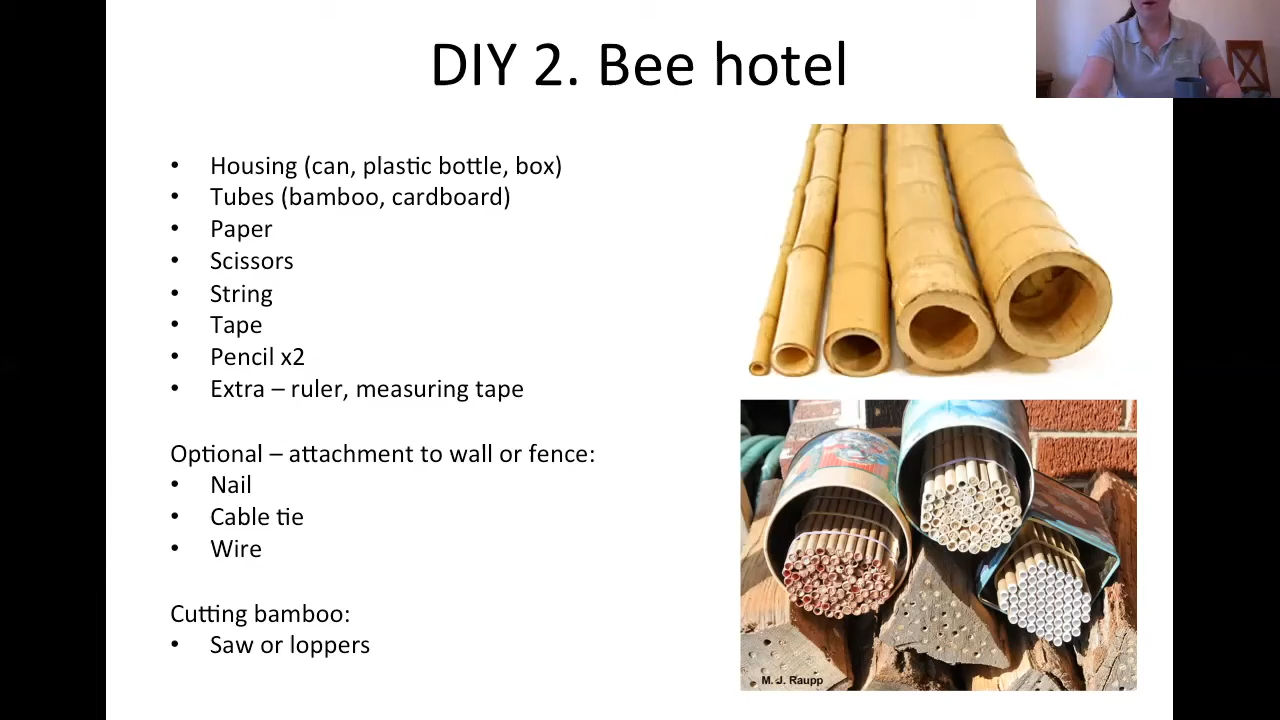 DIY 2. Bee hotel
• Housing (can, plastic bottle, box)
• Tubes (bamboo, cardboard)
• Paper
• Scissors
• String
• Tape
• Pencil x2
• Extra – ruler, measuring tape
Optional – attachment to wall or fence:
• Nail
• Cable tie
• Wire
Cutting bamboo:
• Saw or loppers
M. J. Raupp